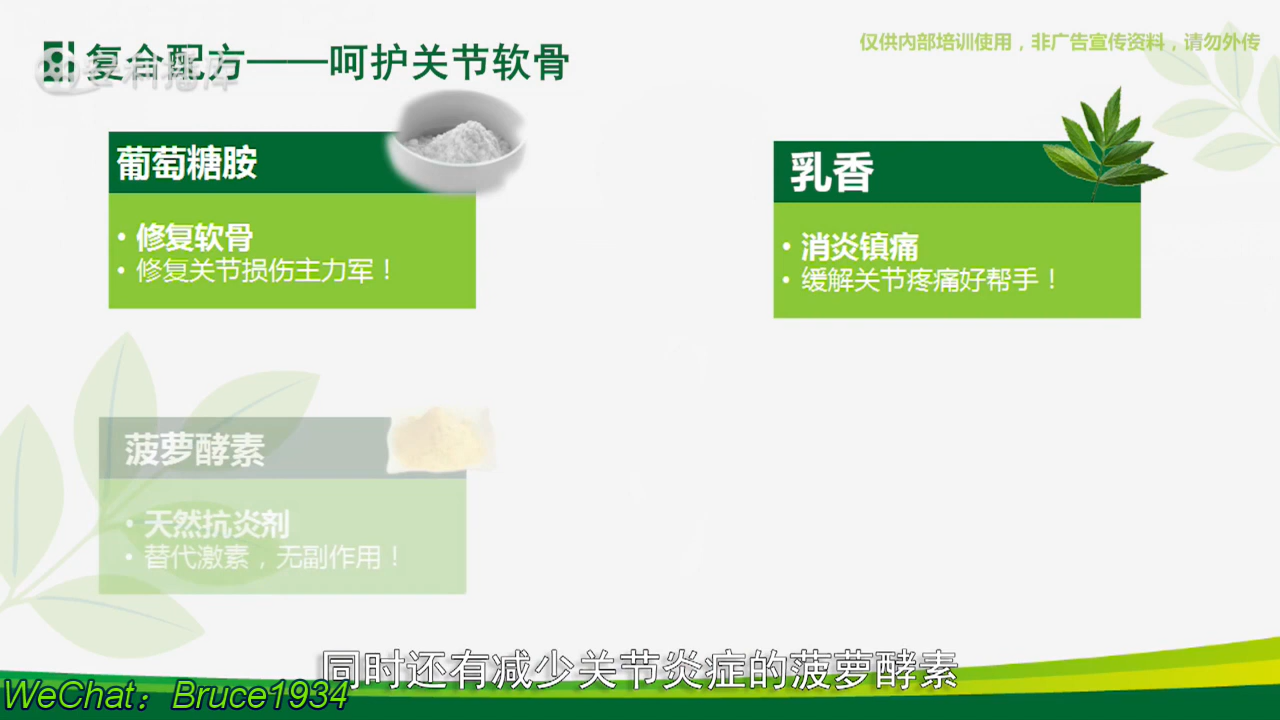 复合配方——呵护关节软骨
仅供内部培训使用，非广告宣传资料，请勿外传
葡萄糖胺
• 修复软骨
• 修复关节损伤主力军！
乳香
• 消炎镇痛
• 缓解关节疼痛好帮手！
菠萝酵素
• 天然抗炎剂
• 替代激素，无副作用！
同时还有减少关节炎症的菠萝酵素
WeChat：Bruce1934